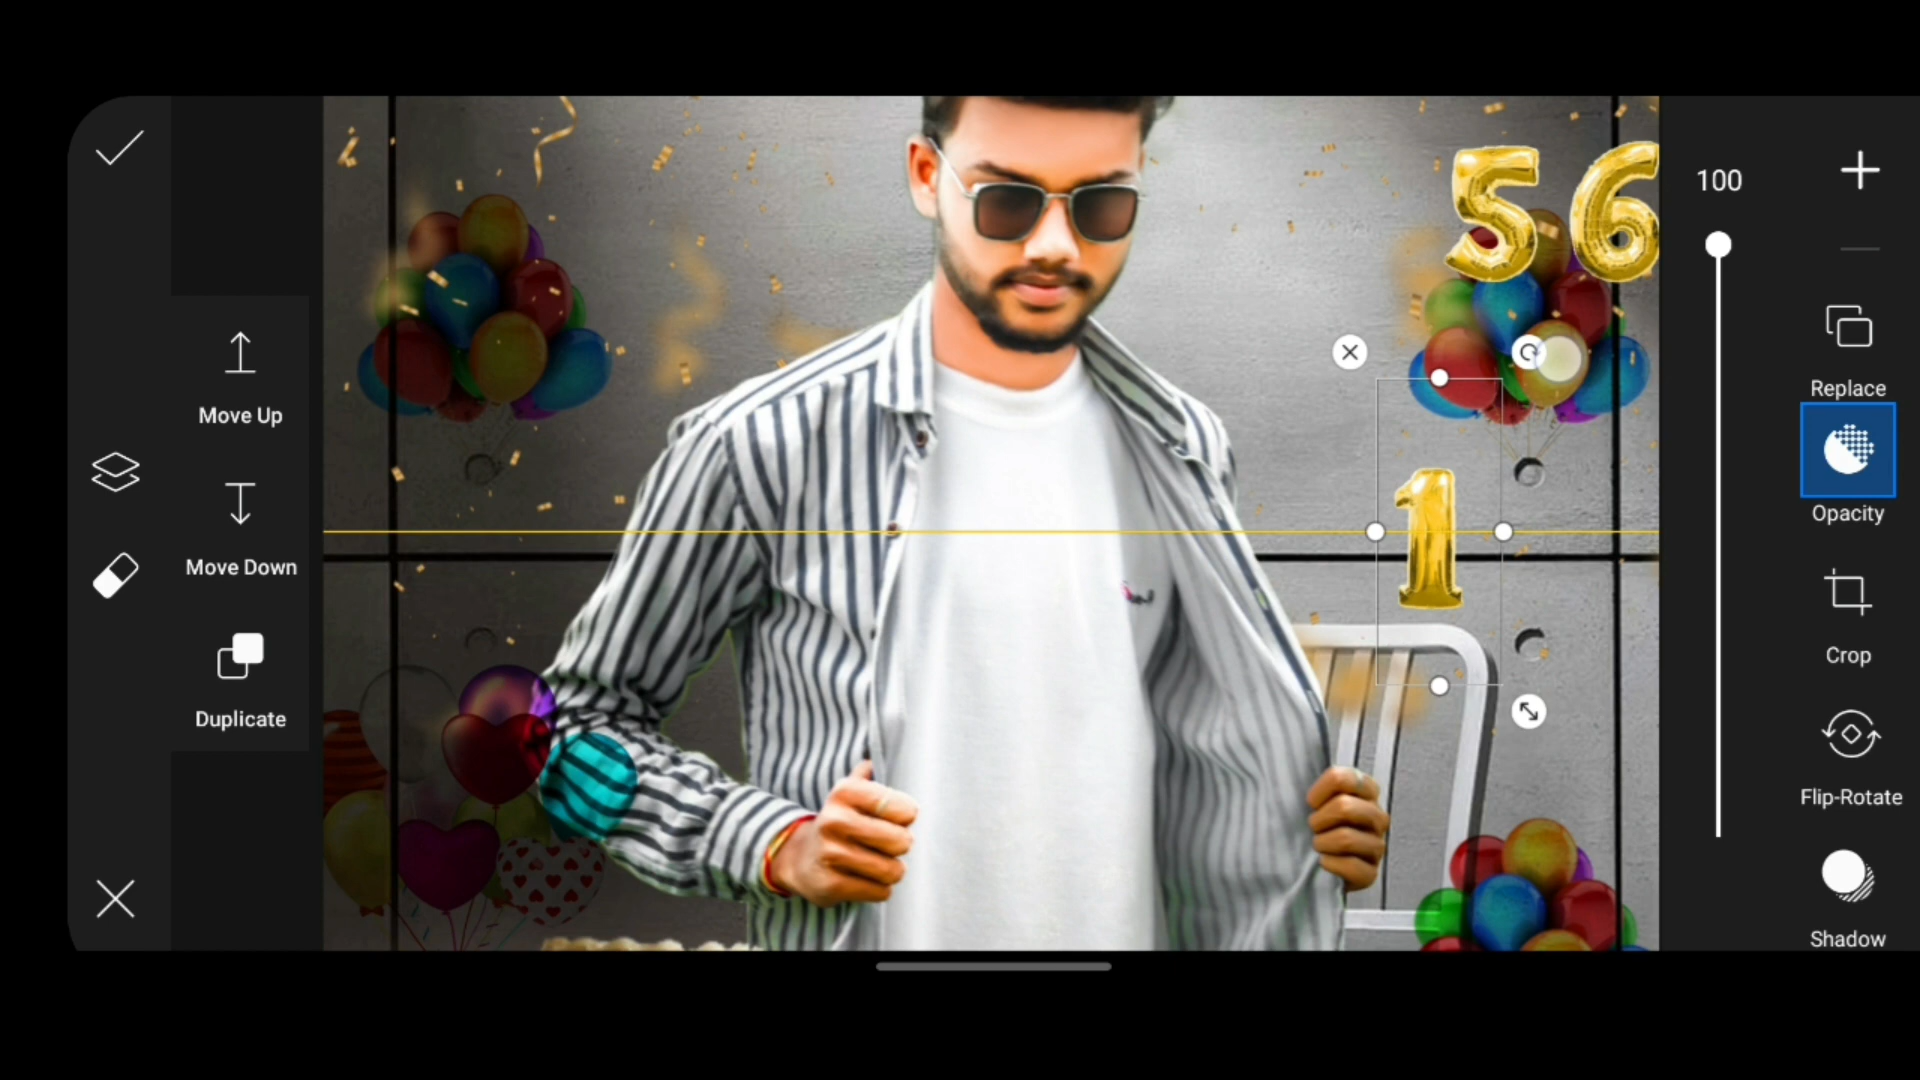 56
100
Replace
Move Up
1
Opacity
Move Down
Crop
Duplicate
Flip-Rotate
Shadow